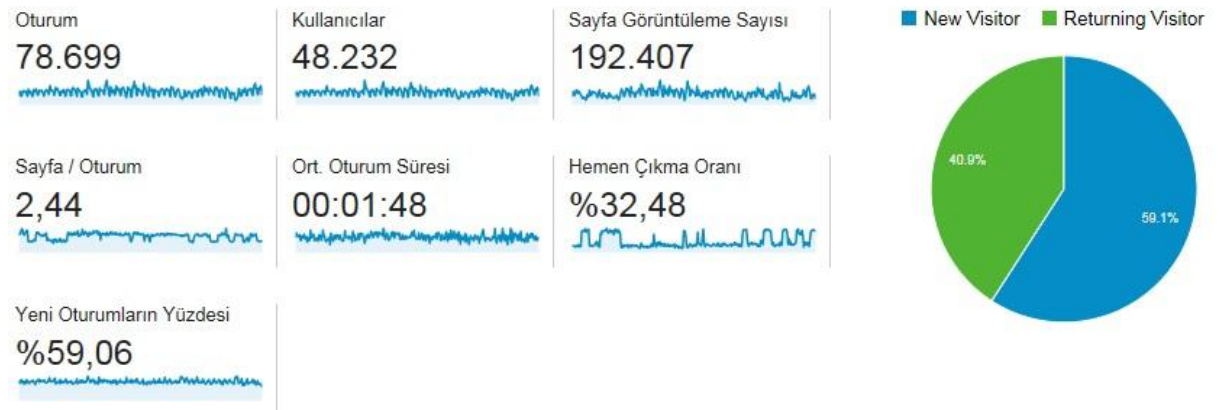 Oturum
78.699
Kullanıcılar
48.232
Sayfa Görüntüleme Sayısı
192.407
Sayfa / Oturum
2,44
Ort. Oturum Süresi
00:01:48
Hemen Çıkma Oranı
%32,48
Yeni Oturumların Yüzdesi
%59,06
New Visitor
Returning Visitor
40.9%
59.1%